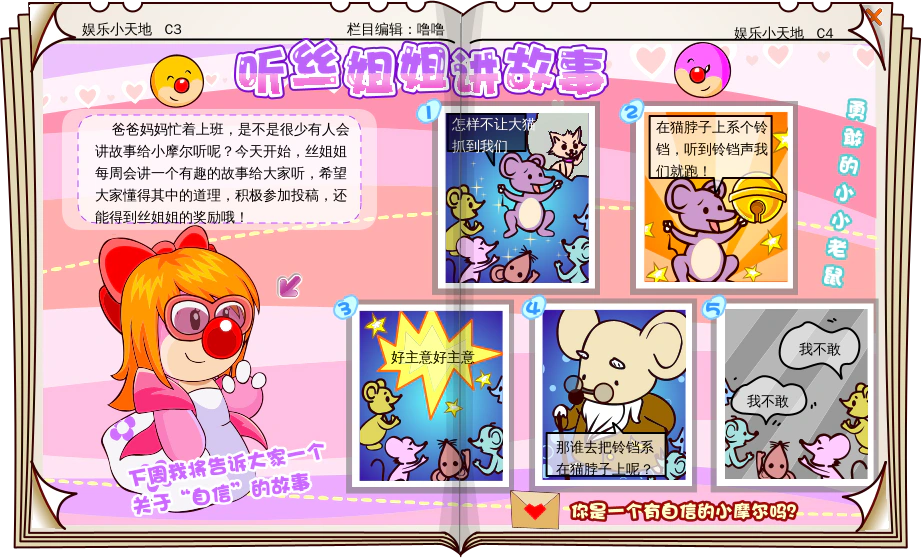 娱乐小天地 C3
栏目编辑：噜噜
娱乐小天地 C4
听丝姐姐讲故事
爸爸妈妈忙着上班，是不是很少有人会
讲故事给小摩尔听呢？今天开始，丝姐姐
每周会讲一个有趣的故事给大家听，希望
大家懂得其中的道理，积极参加投稿，还
能得到丝姐姐的奖励哦！
勇敢的小小老鼠
1
怎样不让大猫
抓到我们
2
在猫脖子上系个铃
铛，听到铃铛声我
们就跑！
3
好主意好主意
4
那谁去把铃铛系
在猫脖子上呢？
5
我不敢
我不敢
下周我将告诉大家一个
关于“自信”的故事
你是一个有自信的小摩尔吗？